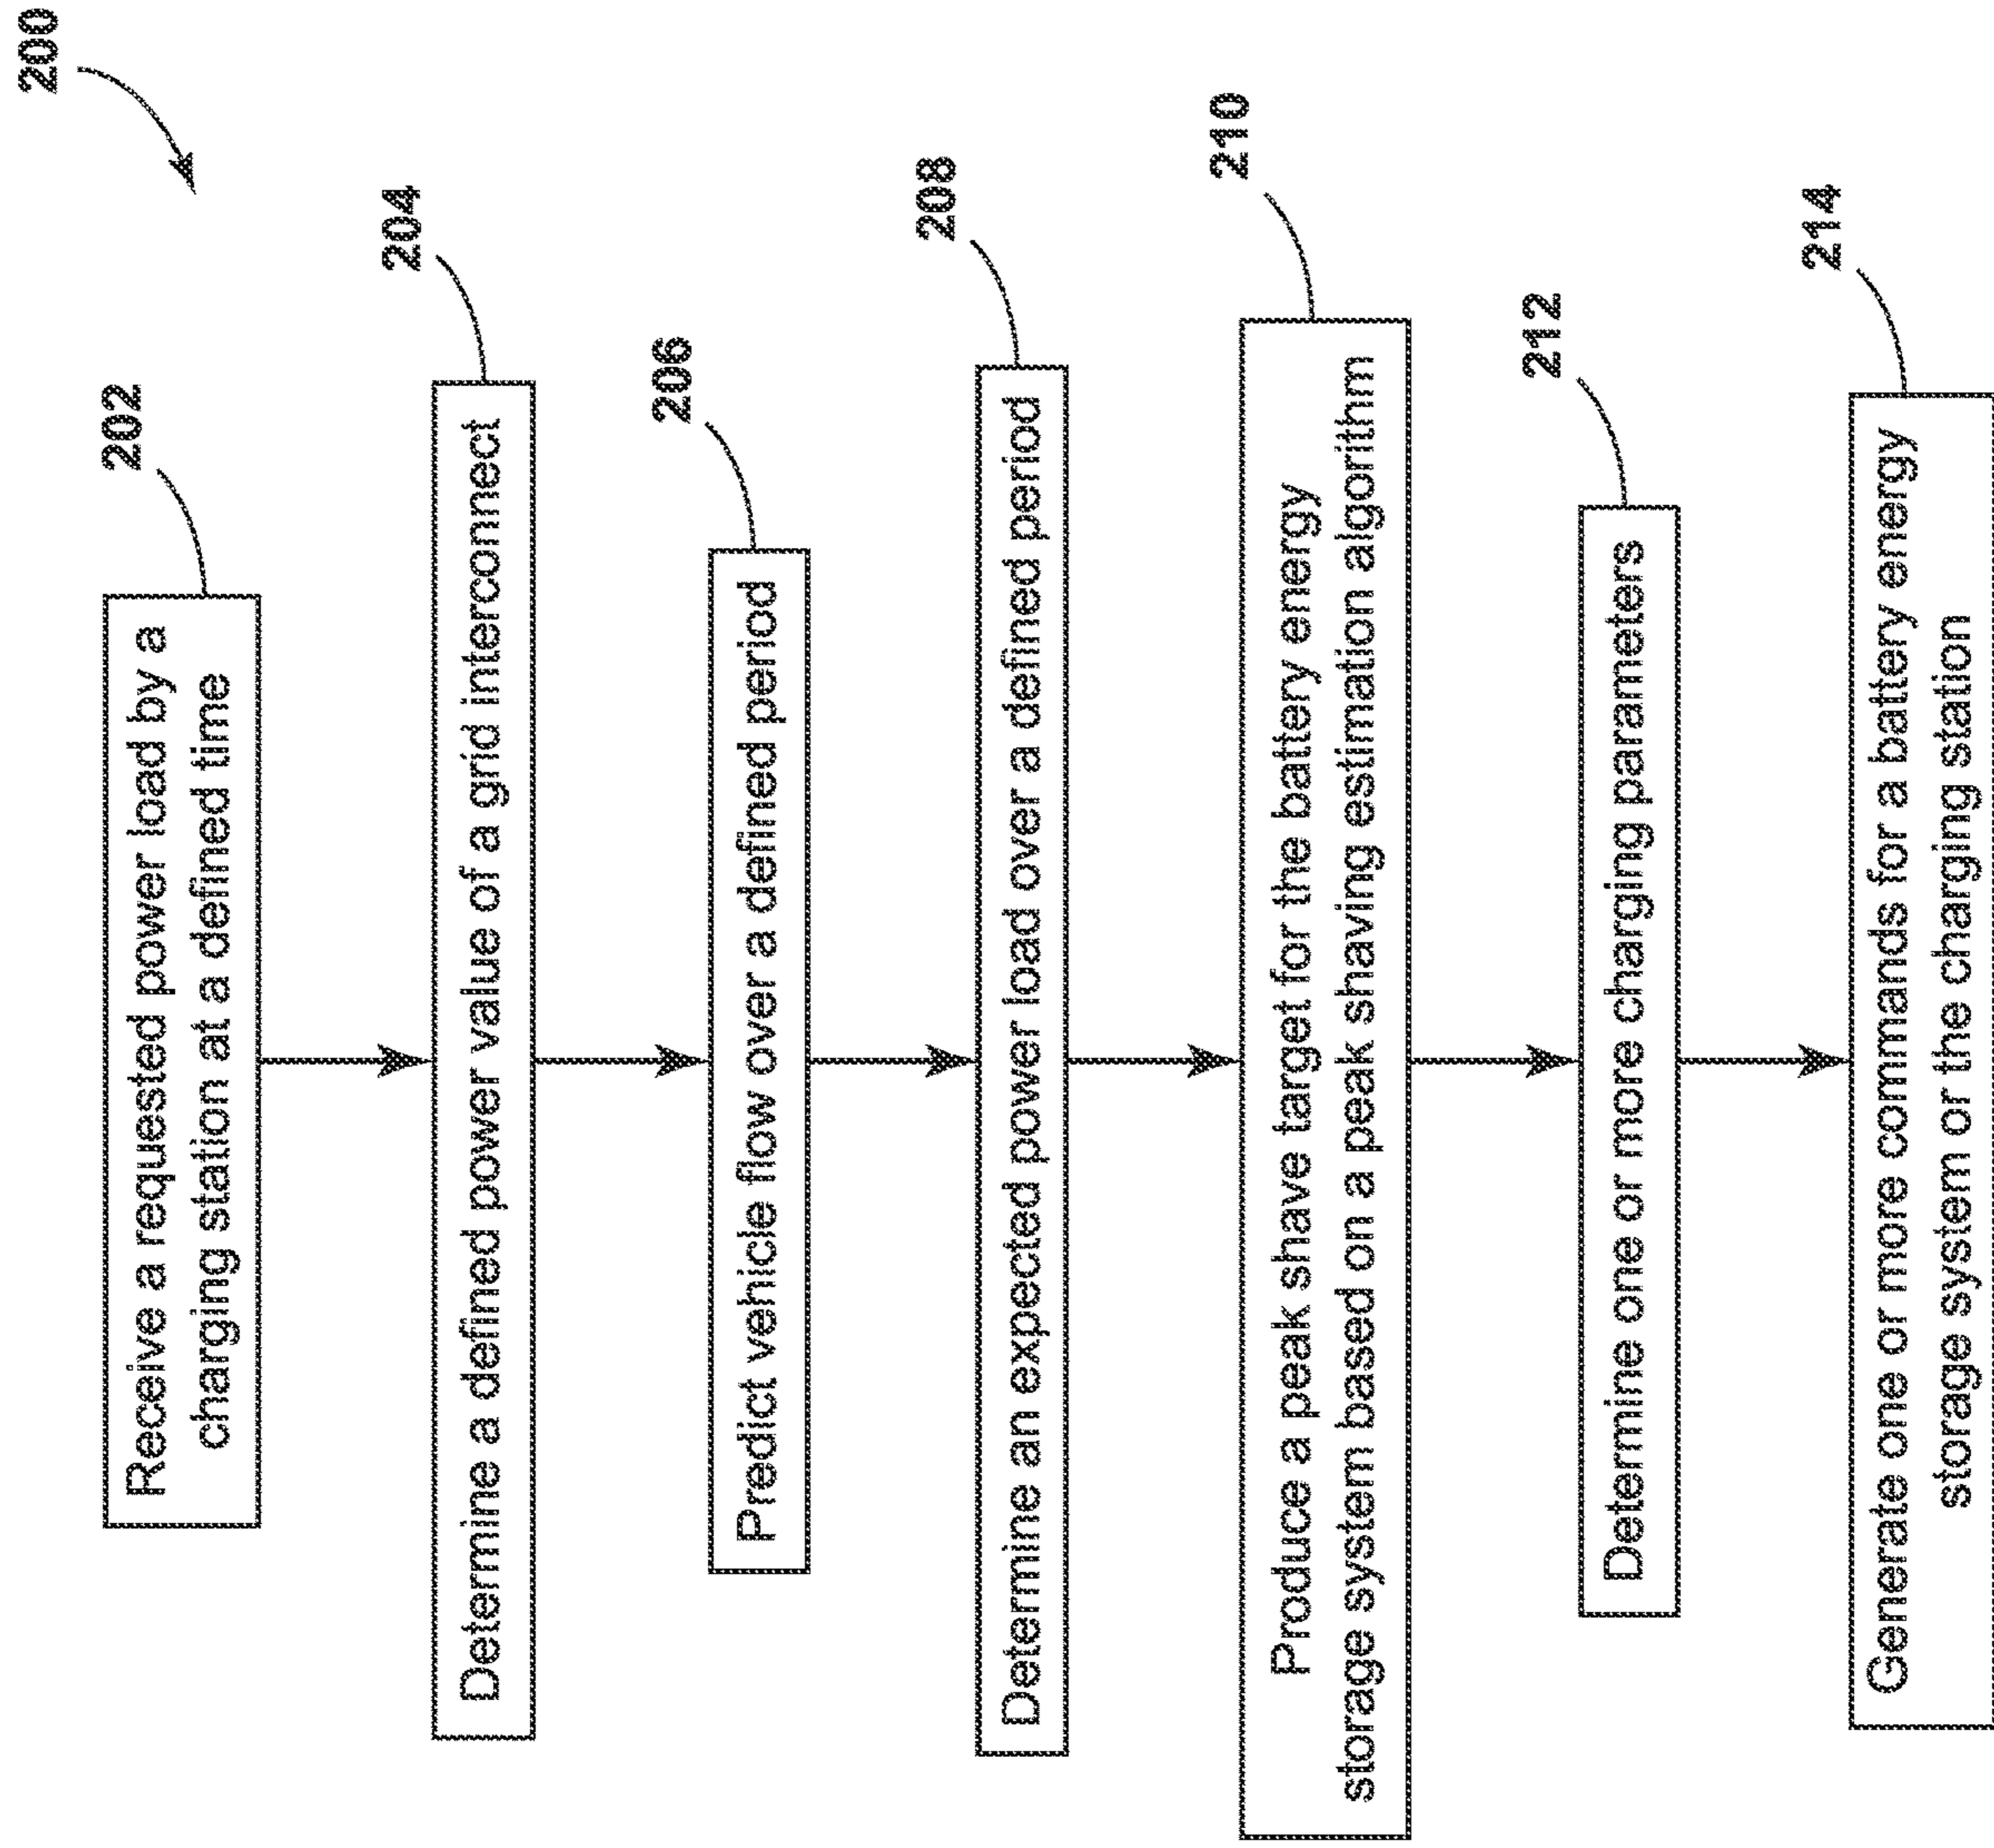 200
202
Receive a requested power load by a
charging station at a defined time
204
Determine a defined power value of a grid interconnect
206
Predict vehicle flow over a defined period
208
Determine an expected power load over a defined period
210
Produce a peak shave target for the battery energy
storage system based on a peak shaving estimation algorithm
212
Determine one or more charging parameters
214
Generate one or more commands for a battery energy
storage system or the charging station